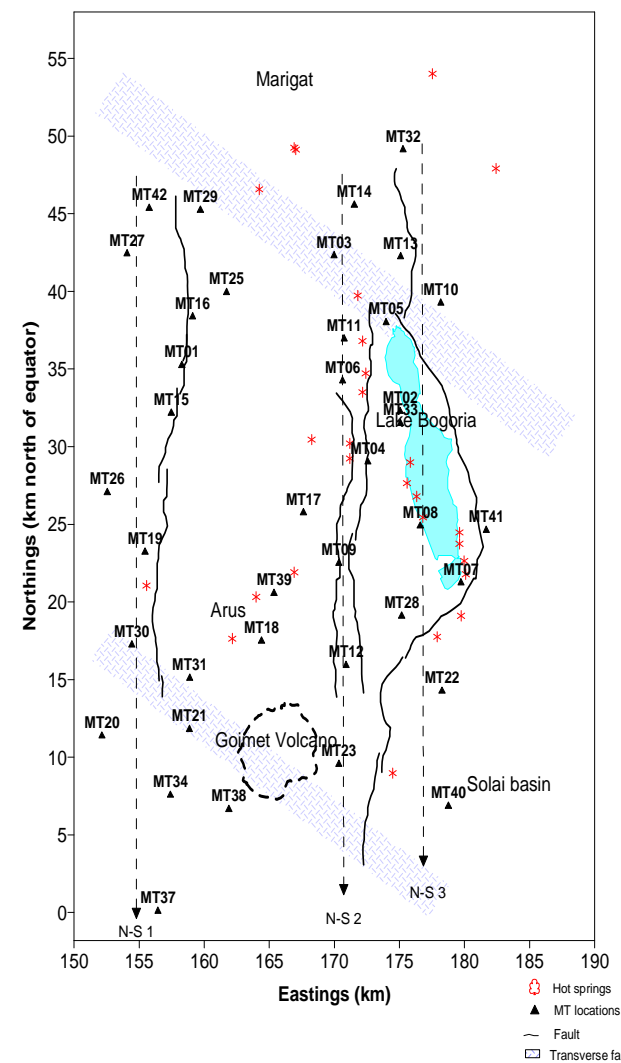 55
50
45
40
35
30
25
20
15
10
5
0
Northings (km north of equator)
Marigat
MT32
MT42
MT29
MT14
MT27
MT03
MT13
MT25
MT10
MT16
MT05
MT11
MT01
MT06
MT15
MT02
MT33
Lake Bogoria
MT04
MT26
MT17
MT08
MT41
MT19
MT09
MT07
MT39
Arus
MT28
MT18
MT30
MT12
MT31
MT22
MT20
MT21
Goimet Volcano
MT23
MT34
MT38
MT40
Solai basin
MT37
N-S 1
N-S 2
N-S 3
150 155 160 165 170 175 180 185 190
Eastings (km)
Hot springs
MT locations
Fault
Transverse fa